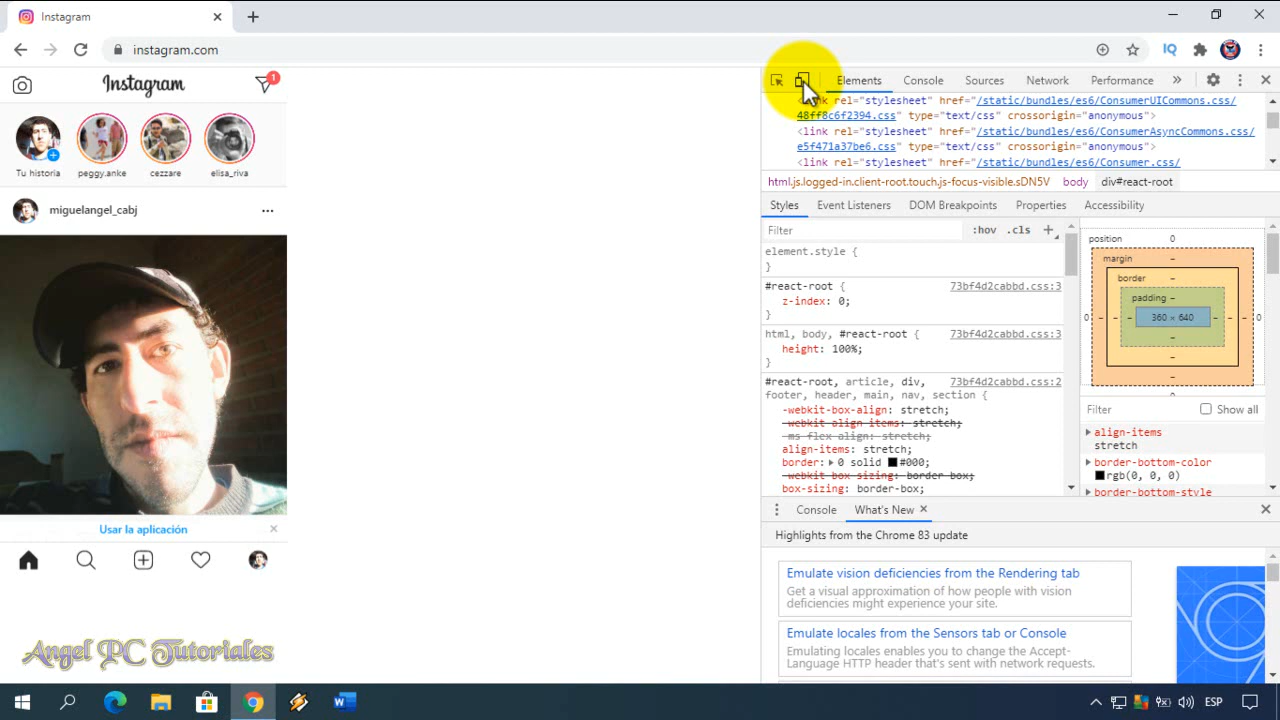 Instagram
instagram.com
IQ
Instagram
1
Tu historia
peggy.anke
cezzare
elisa_riva
miguelangel_cabj
Usar la aplicación
Angel PC Tutoriales
Elements
Console
Sources
Network
Performance
link rel="stylesheet" href="/static/bundles/es6/ConsumerUICommons.css/
48ff8c6f2394.css" type="text/css" crossorigin="anonymous">
<link rel="stylesheet" href="/static/bundles/es6/ConsumerAsyncCommons.css/
e5f471a37be6.css" type="text/css" crossorigin="anonymous">
<link rel="stylesheet" href="/static/bundles/es6/Consumer.css/
html.js.logged-in.client-root.touch.js-focus-visible.sDN5V body div#react-root
Styles Event Listeners DOM Breakpoints Properties Accessibility
Filter :hov .cls +
element.style {
}
#react-root { 73bf4d2cabbd.css:3
z-index: 0;
}
html, body, #react-root { 73bf4d2cabbd.css:3
height: 100%;
}
#react-root, article, div, 73bf4d2cabbd.css:2
footer, header, main, nav, section {
-webkit-box-align: stretch;
-webkit-align-items: stretch;
-ms-flex-align: stretch;
align-items: stretch;
border: 0 solid #000;
-webkit-box-sizing: border-box;
box-sizing: border-box;
position 0
margin –
border –
padding –
0 – – – 360 × 640 – – – 0
–
–
–
Filter Show all
align-items
stretch
border-bottom-color
rgb(0, 0, 0)
border-bottom-style
Console What's New
Highlights from the Chrome 83 update
Emulate vision deficiencies from the Rendering tab
Get a visual approximation of how people with vision
deficiencies might experience your site.
Emulate locales from the Sensors tab or Console
Emulating locales enables you to change the Accept-
Language HTTP header that's sent with network requests.
ESP